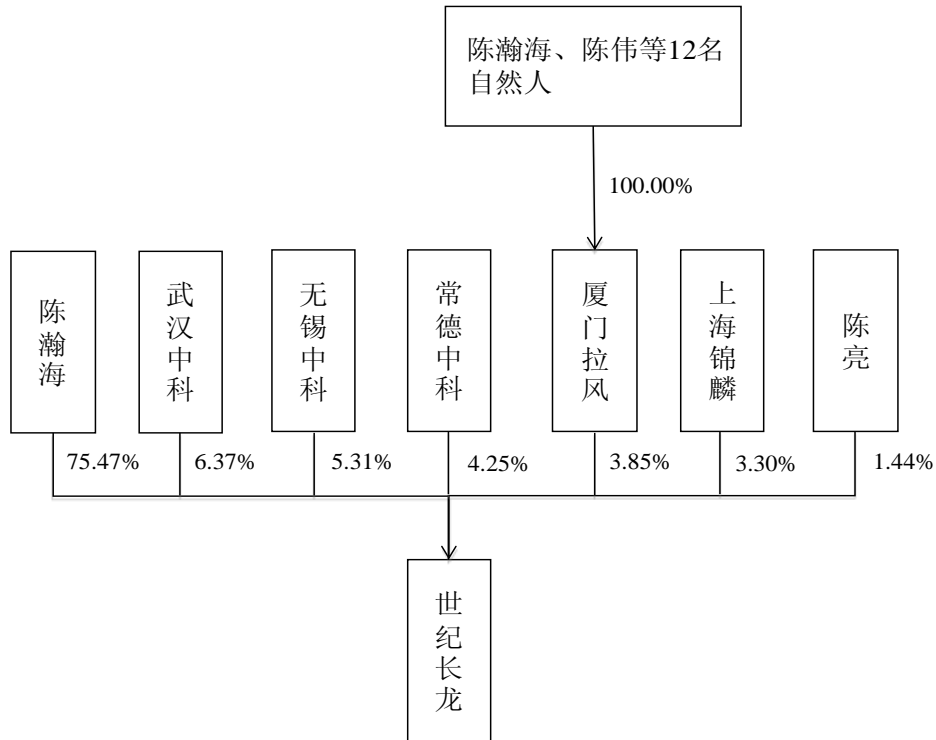 陈瀚海、陈伟等12名
自然人
100.00%
陈瀚海
武汉中科
无锡中科
常德中科
厦门拉风
上海锦麟
陈亮
75.47%
6.37%
5.31%
4.25%
3.85%
3.30%
1.44%
世纪长龙